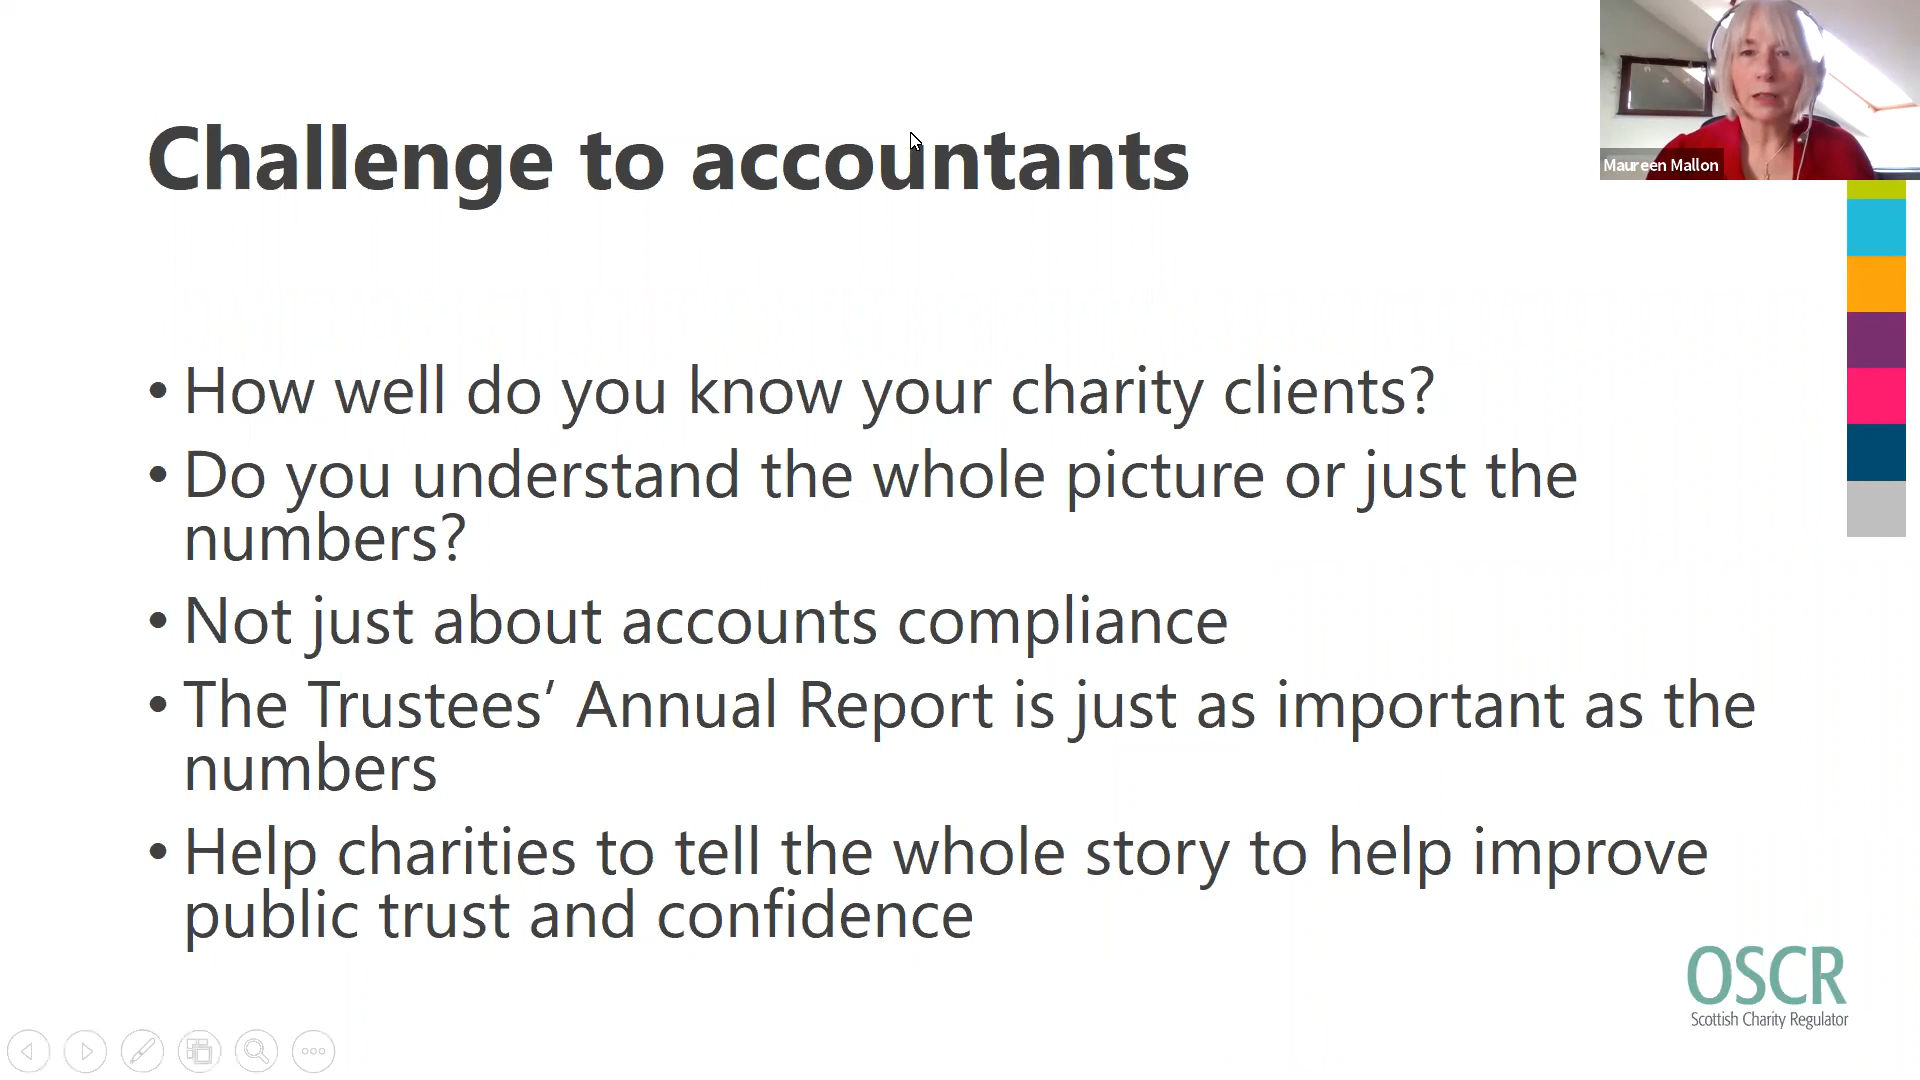 Challenge to accountants
Maureen Mallon
• How well do you know your charity clients?
• Do you understand the whole picture or just the
numbers?
• Not just about accounts compliance
• The Trustees’ Annual Report is just as important as the
numbers
• Help charities to tell the whole story to help improve
public trust and confidence
OSCR
Scottish Charity Regulator